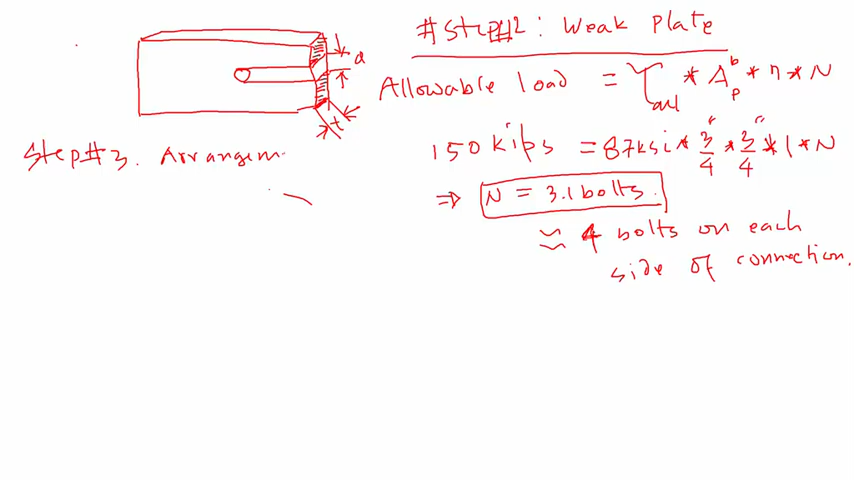 #Step#2: Weak Plate
Allowable load = τall * Apb * n * N
150 kips = 87ksi * 3"/4 * 3"/4 * 1 * N
⇒ N = 3.1 bolts.
≈ 4 bolts on each
side of connection.
d
t
Step#3. Arrangem